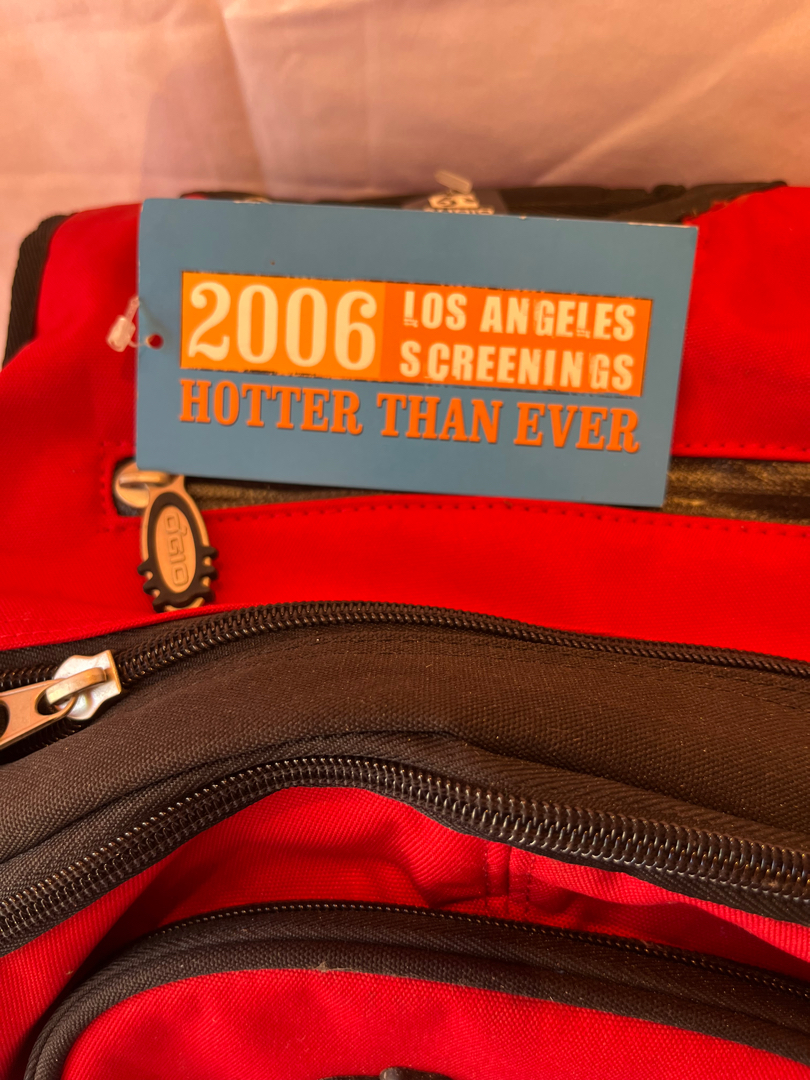 2006 LOS ANGELES
SCREENINGS
HOTTER THAN EVER
OGIO